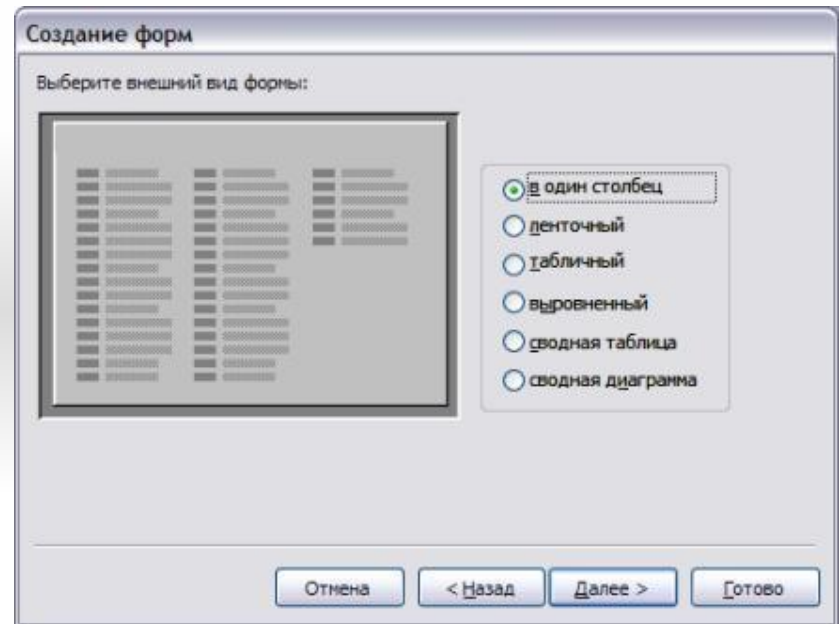 Создание форм
Выберите внешний вид формы:
в один столбец
ленточный
табличный
выровненный
сводная таблица
сводная диаграмма
Отмена
< Назад
Далее >
Готово